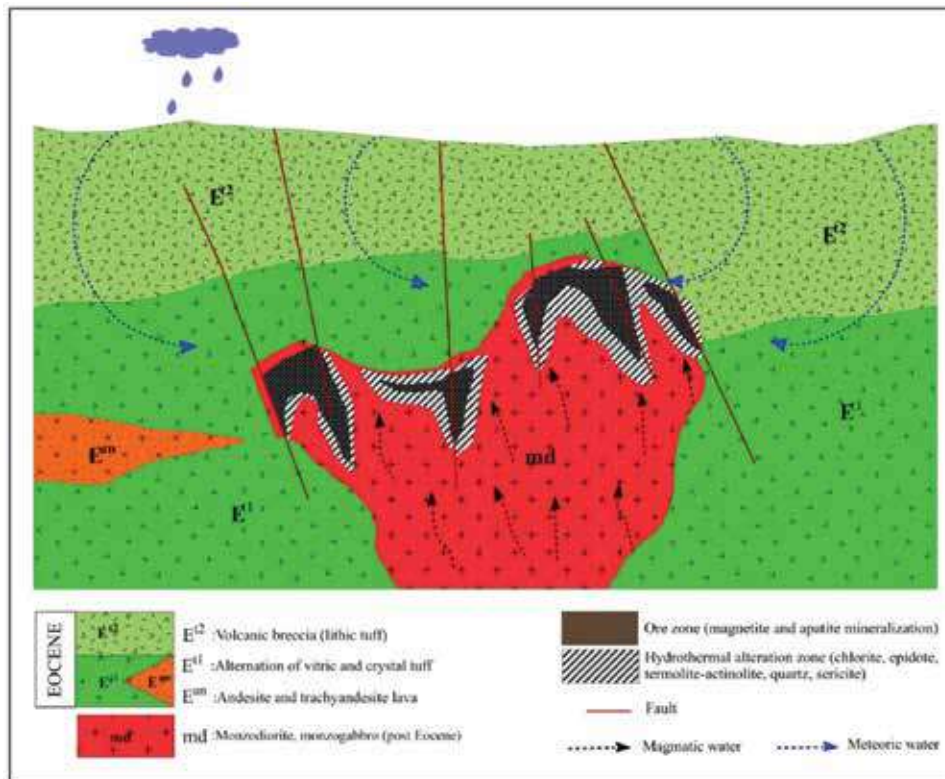 E^t2
E^t2
E^t1
E^an
md
E^t1
EOCENE
E^t2
E^t2 :Volcanic breccia (lithic tuff)
E^t1
E^an
E^t1 :Alternation of vitric and crystal tuff
E^an :Andesite and trachyandesite lava
md
md :Monzodiorite, monzogabbro (post Eocene)
Ore zone (magnetite and apatite mineralization)
Hydrothermal alteration zone (chlorite, epidote,
termolite-actinolite, quartz, sericite)
Fault
Magmatic water
Meteoric water